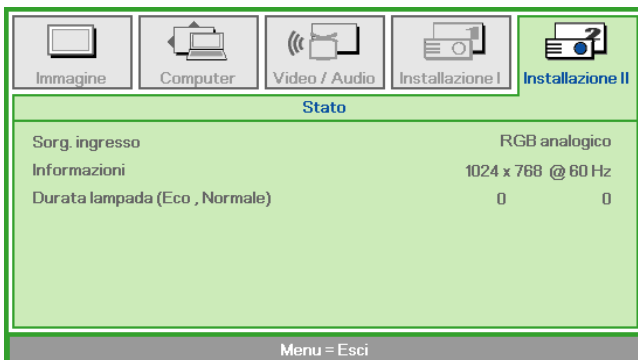 Immagine
Computer
Video / Audio
Installazione I
2
Installazione II
Stato
Sorg. ingresso RGB analogico
Informazioni 1024 x 768 @ 60 Hz
Durata lampada (Eco , Normale) 0 0
Menu = Esci